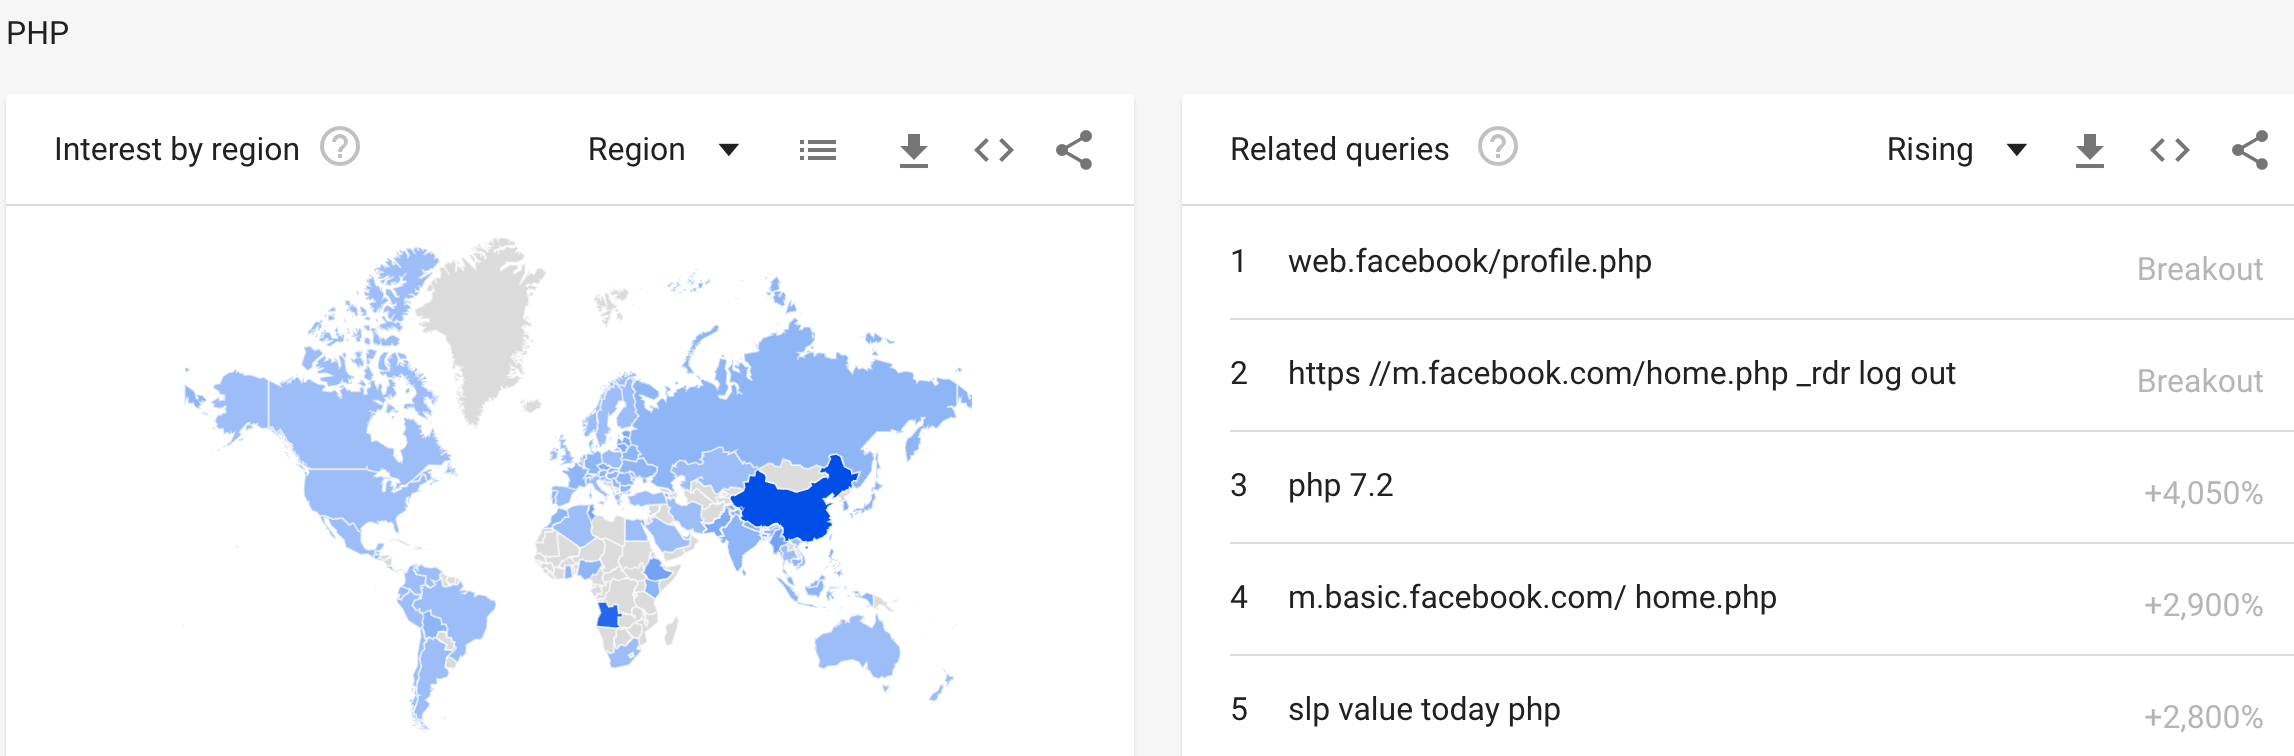 PHP
Interest by region
Region
Related queries
Rising
1 web.facebook/profile.php Breakout
2 https //m.facebook.com/home.php _rdr log out Breakout
3 php 7.2 +4,050%
4 m.basic.facebook.com/ home.php +2,900%
5 slp value today php +2,800%